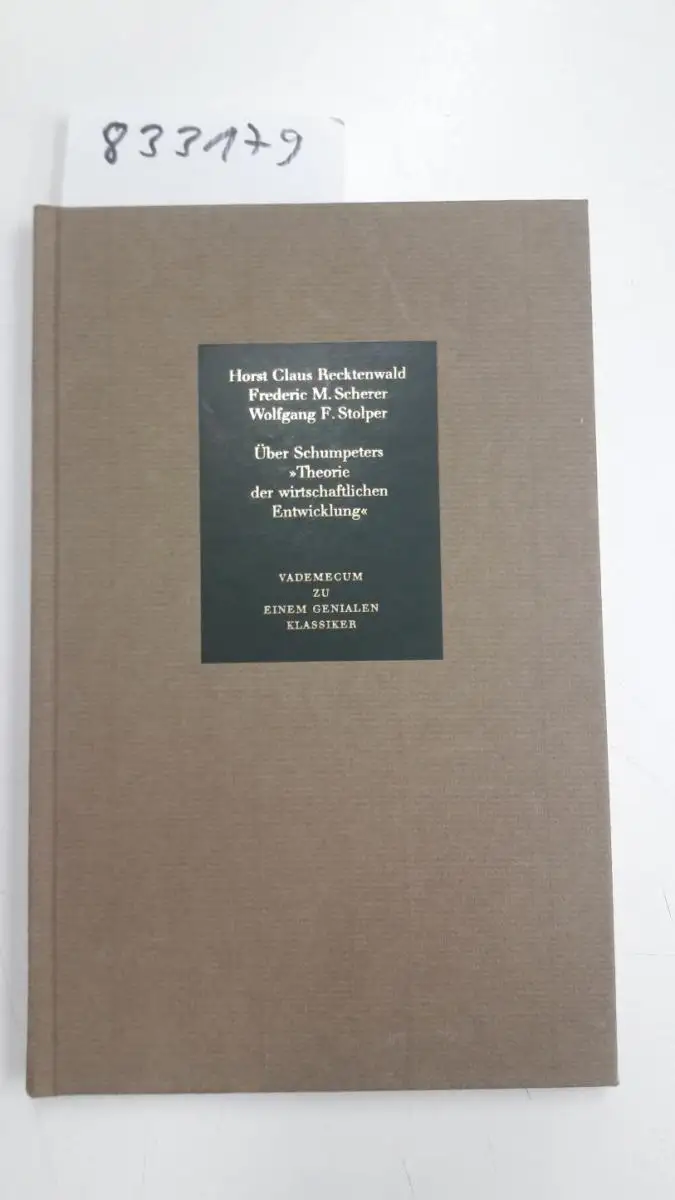 833179
Horst Claus Recktenwald
Frederic M. Scherer
Wolfgang F. Stolper
Über Schumpeters
»Theorie
der wirtschaftlichen
Entwicklung«
VADEMECUM
ZU
EINEM GENIALEN
KLASSIKER